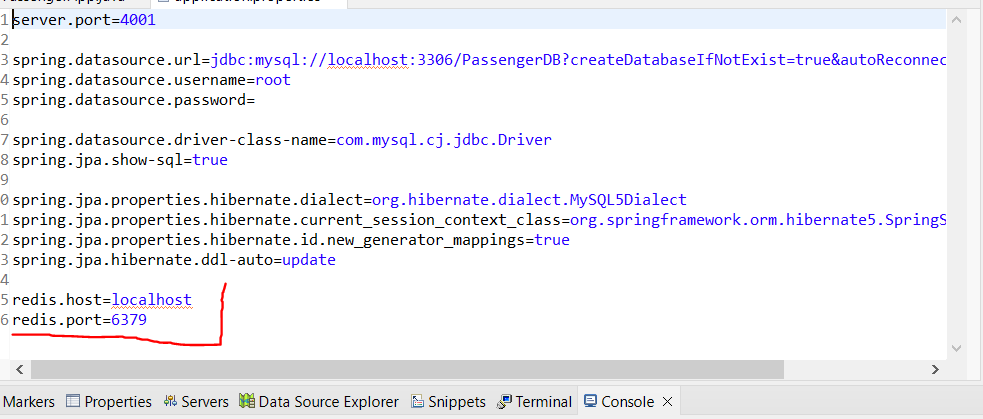 application.properties
1 server.port=4001
2
3 spring.datasource.url=jdbc:mysql://localhost:3306/PassengerDB?createDatabaseIfNotExist=true&autoReconnec
4 spring.datasource.username=root
5 spring.datasource.password=
6
7 spring.datasource.driver-class-name=com.mysql.cj.jdbc.Driver
8 spring.jpa.show-sql=true
9
0 spring.jpa.properties.hibernate.dialect=org.hibernate.dialect.MySQL5Dialect
1 spring.jpa.properties.hibernate.current_session_context_class=org.springframework.orm.hibernate5.SpringS
2 spring.jpa.properties.hibernate.id.new_generator_mappings=true
3 spring.jpa.hibernate.ddl-auto=update
4
5 redis.host=localhost
6 redis.port=6379
Markers Properties Servers Data Source Explorer Snippets Terminal Console